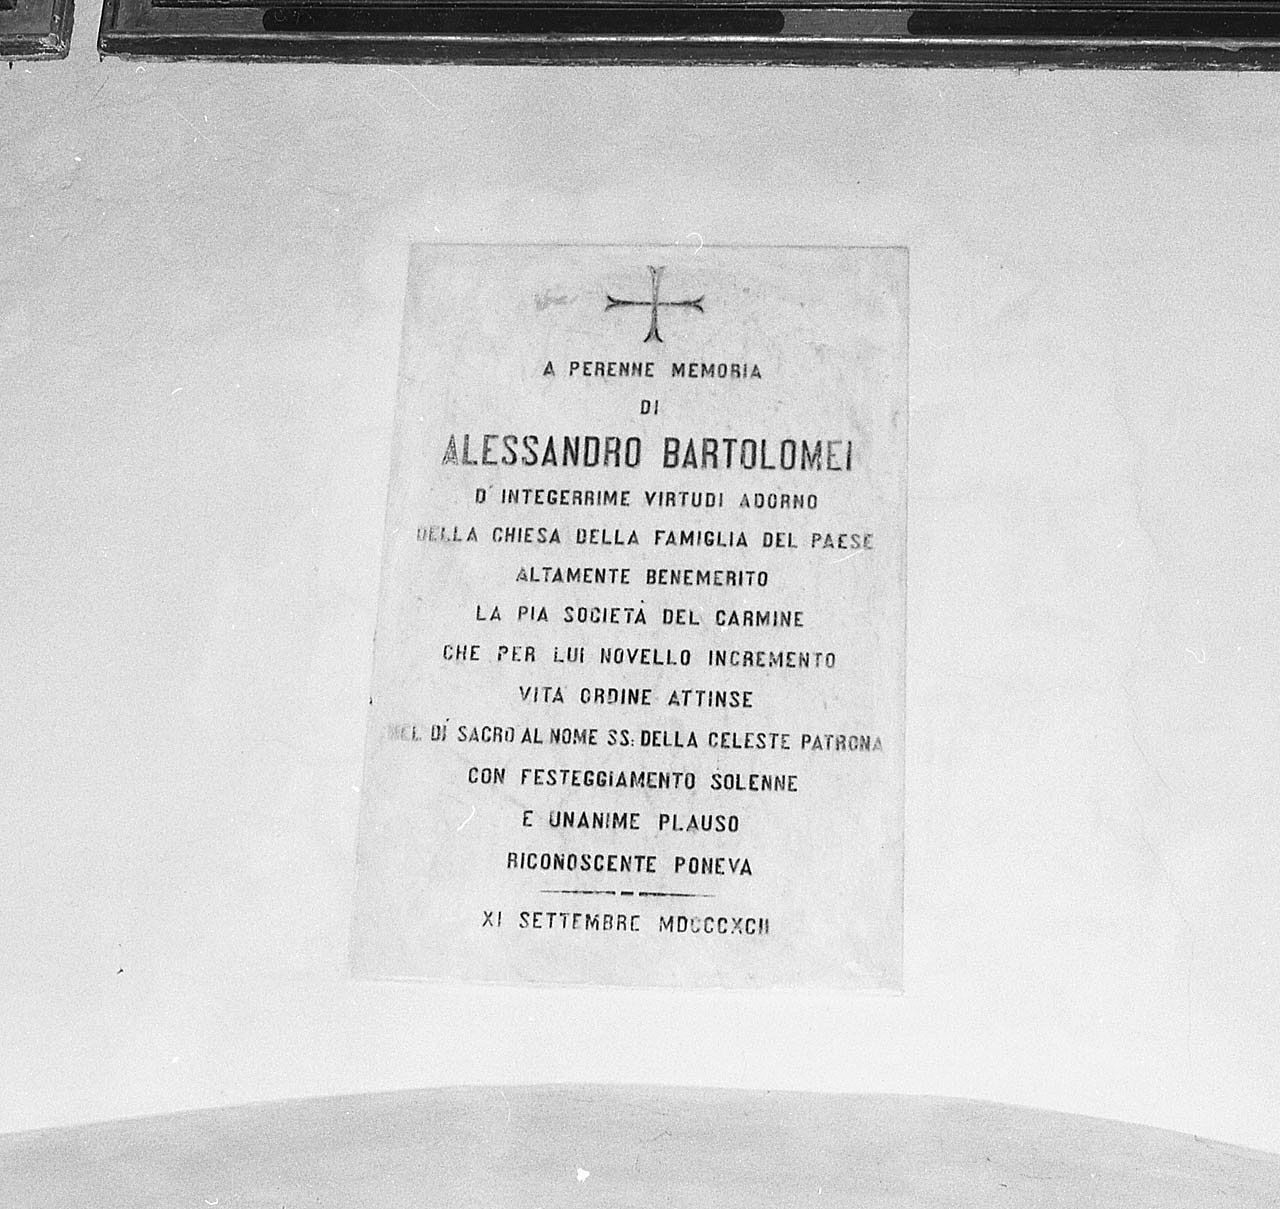 A PERENNE MEMORIA
DI
ALESSANDRO BARTOLOMEI
D' INTEGERRIME VIRTUDI ADORNO
DELLA CHIESA DELLA FAMIGLIA DEL PAESE
ALTAMENTE BENEMERITO
LA PIA SOCIETÀ DEL CARMINE
CHE PER LUI NOVELLO INCREMENTO
VITA ORDINE ATTINSE
NEL DÍ SACRO AL NOME SS: DELLA CELESTE PATRONA
CON FESTEGGIAMENTO SOLENNE
E UNANIME PLAUSO
RICONOSCENTE PONEVA
XI SETTEMBRE MDCCCXCII